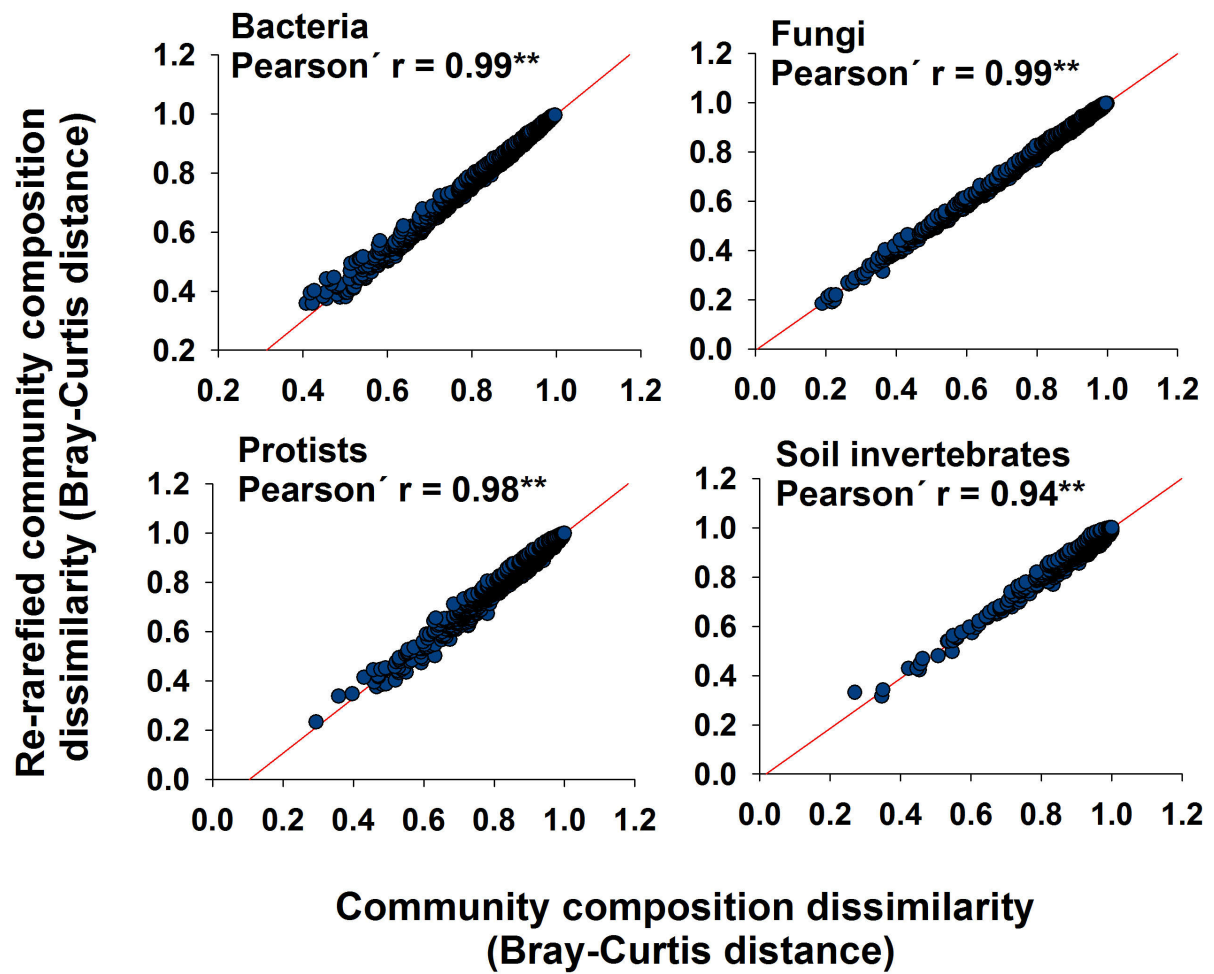 Re-rarefied community composition
dissimilarity (Bray-Curtis distance)
Bacteria
Pearson´ r = 0.99**
1.2
1.0
0.8
0.6
0.4
0.2
0.2 0.4 0.6 0.8 1.0 1.2
Fungi
Pearson´ r = 0.99**
1.2
1.0
0.8
0.6
0.4
0.2
0.0
0.0 0.2 0.4 0.6 0.8 1.0 1.2
Protists
Pearson´ r = 0.98**
1.2
1.0
0.8
0.6
0.4
0.2
0.0
0.0 0.2 0.4 0.6 0.8 1.0 1.2
Soil invertebrates
Pearson´ r = 0.94**
1.2
1.0
0.8
0.6
0.4
0.2
0.0
0.0 0.2 0.4 0.6 0.8 1.0 1.2
Community composition dissimilarity
(Bray-Curtis distance)